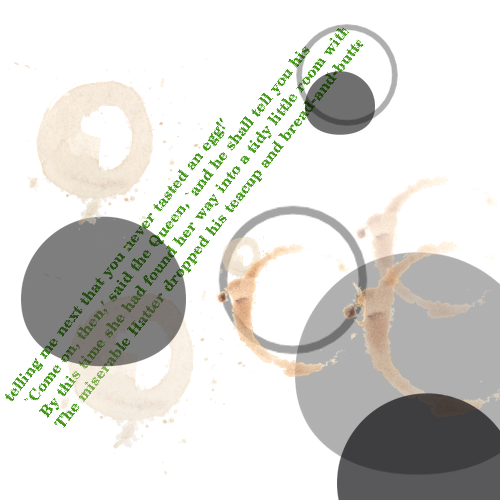 telling me next that you never tasted an egg!'
`Come on, then,' said the Queen, `and he shall tell you his
By this time she had found her way into a tidy little room with
The miserable Hatter dropped his teacup and bread-and-butte